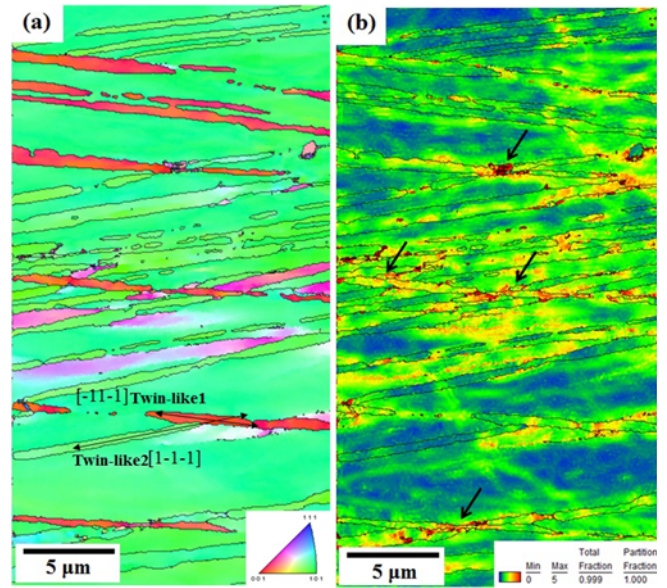 (a)
(b)
[-11-1]Twin-like1
Twin-like2[1-1-1]
111
001
101
5 μm
5 μm
Total Partition
Min Max Fraction Fraction
0 5 0.999 1.000